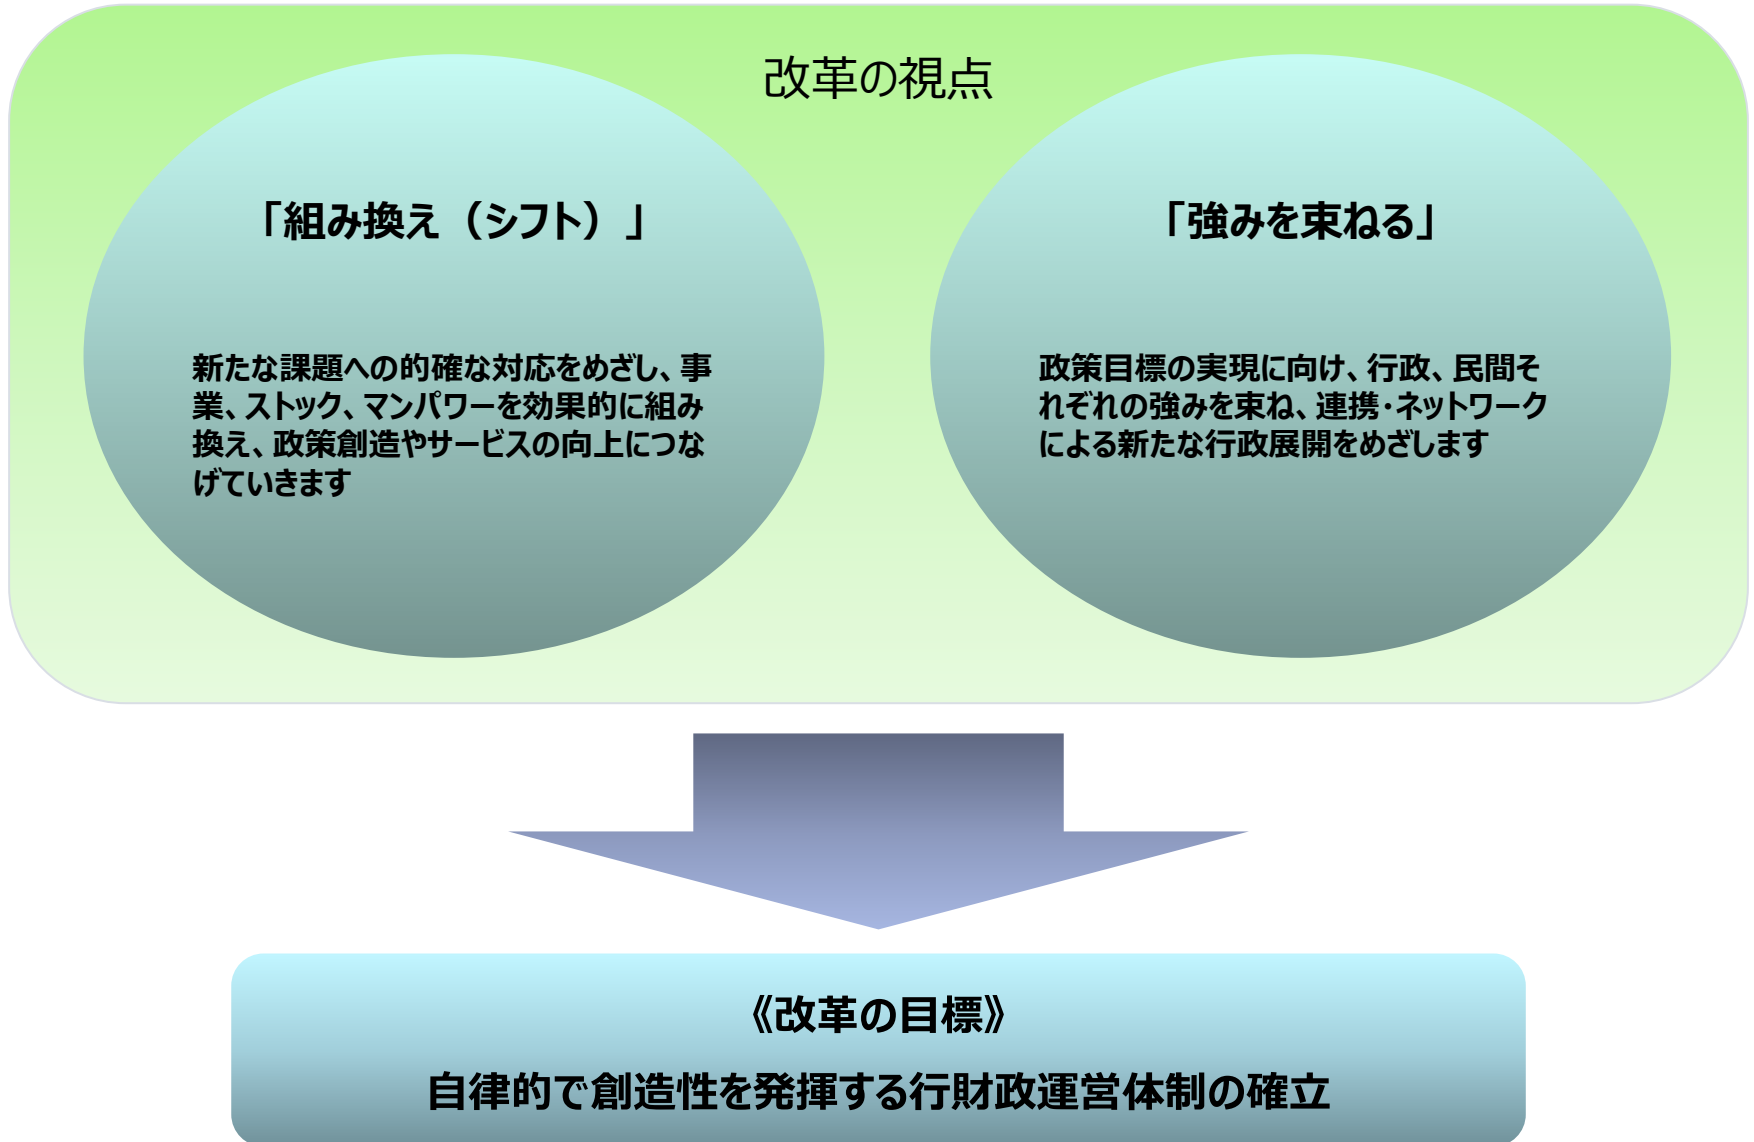 改革の視点
「組み換え（シフト）」
新たな課題への的確な対応をめざし、事
業、ストック、マンパワーを効果的に組み
換え、政策創造やサービスの向上につな
げていきます
「強みを束ねる」
政策目標の実現に向け、行政、民間そ
れぞれの強みを束ね、連携・ネットワーク
による新たな行政展開をめざします
《改革の目標》
自律的で創造性を発揮する行財政運営体制の確立